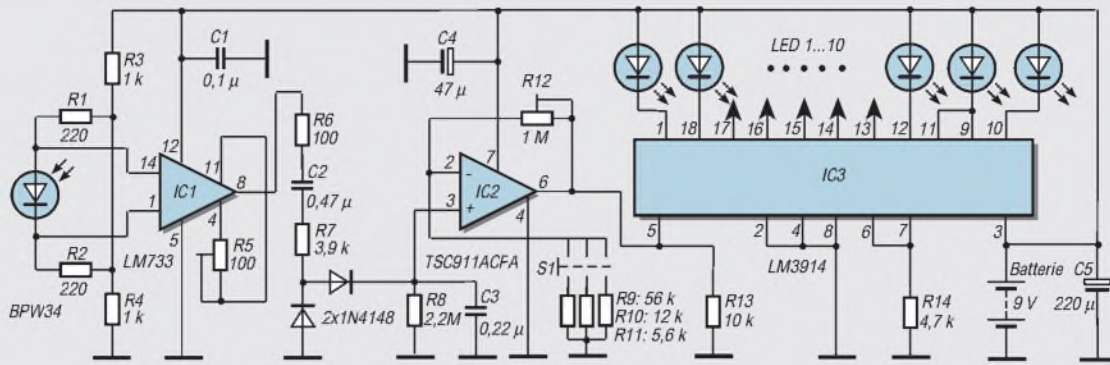 R3
1 k
R1
220
R2
220
BPW34
R4
1 k
C1
0,1 µ
12
14
1
11
8
4
5
IC1
LM733
R5
100
R6
100
C2
0,47 µ
R7
3,9 k
2x1N4148
C4
47 µ
R12
1 M
7
2
-
3
+
6
4
IC2
TSC911ACFA
R8
2,2M
C3
0,22 µ
S1
R9: 56 k
R10: 12 k
R11: 5,6 k
R13
10 k
LED 1...10
1
18
17
16
15
14
13
12
11
9
10
IC3
5
2
4
8
6
7
3
LM3914
R14
4,7 k
Batterie
9 V
C5
220 µ